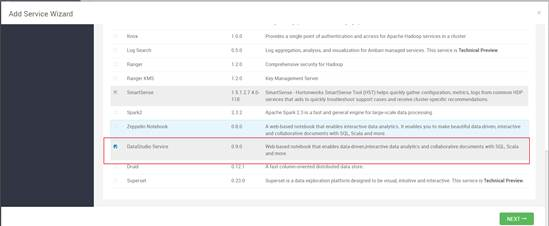 Add Service Wizard
×
Knox 1.0.0 Provides a single point of authentication and access for Apache Hadoop services in a cluster
Log Search 0.5.0 Log aggregation, analysis, and visualization for Ambari managed services. This service is Technical Preview.
Ranger 1.2.0 Comprehensive security for Hadoop
Ranger KMS 1.2.0 Key Management Server
SmartSense 1.5.1.2.7.4.0- SmartSense - Hortonworks SmartSense Tool (HST) helps quickly gather configuration, metrics, logs from common HDP
118 services that aids to quickly troubleshoot support cases and receive cluster-specific recommendations.
Spark2 2.3.2 Apache Spark 2.3 is a fast and general engine for large-scale data processing.
Zeppelin Notebook 0.8.0 A web-based notebook that enables interactive data analytics. It enables you to make beautiful data-driven, interactive
and collaborative documents with SQL, Scala and more.
DataStudio Service 0.9.0 Web-based notebook that enables data-driven,interactive data analytics and collaborative documents with SQL, Scala
and more
Druid 0.12.1 A fast column-oriented distributed data store.
Superset 0.23.0 Superset is a data exploration platform designed to be visual, intuitive and interactive. This service is Technical Preview.
NEXT →